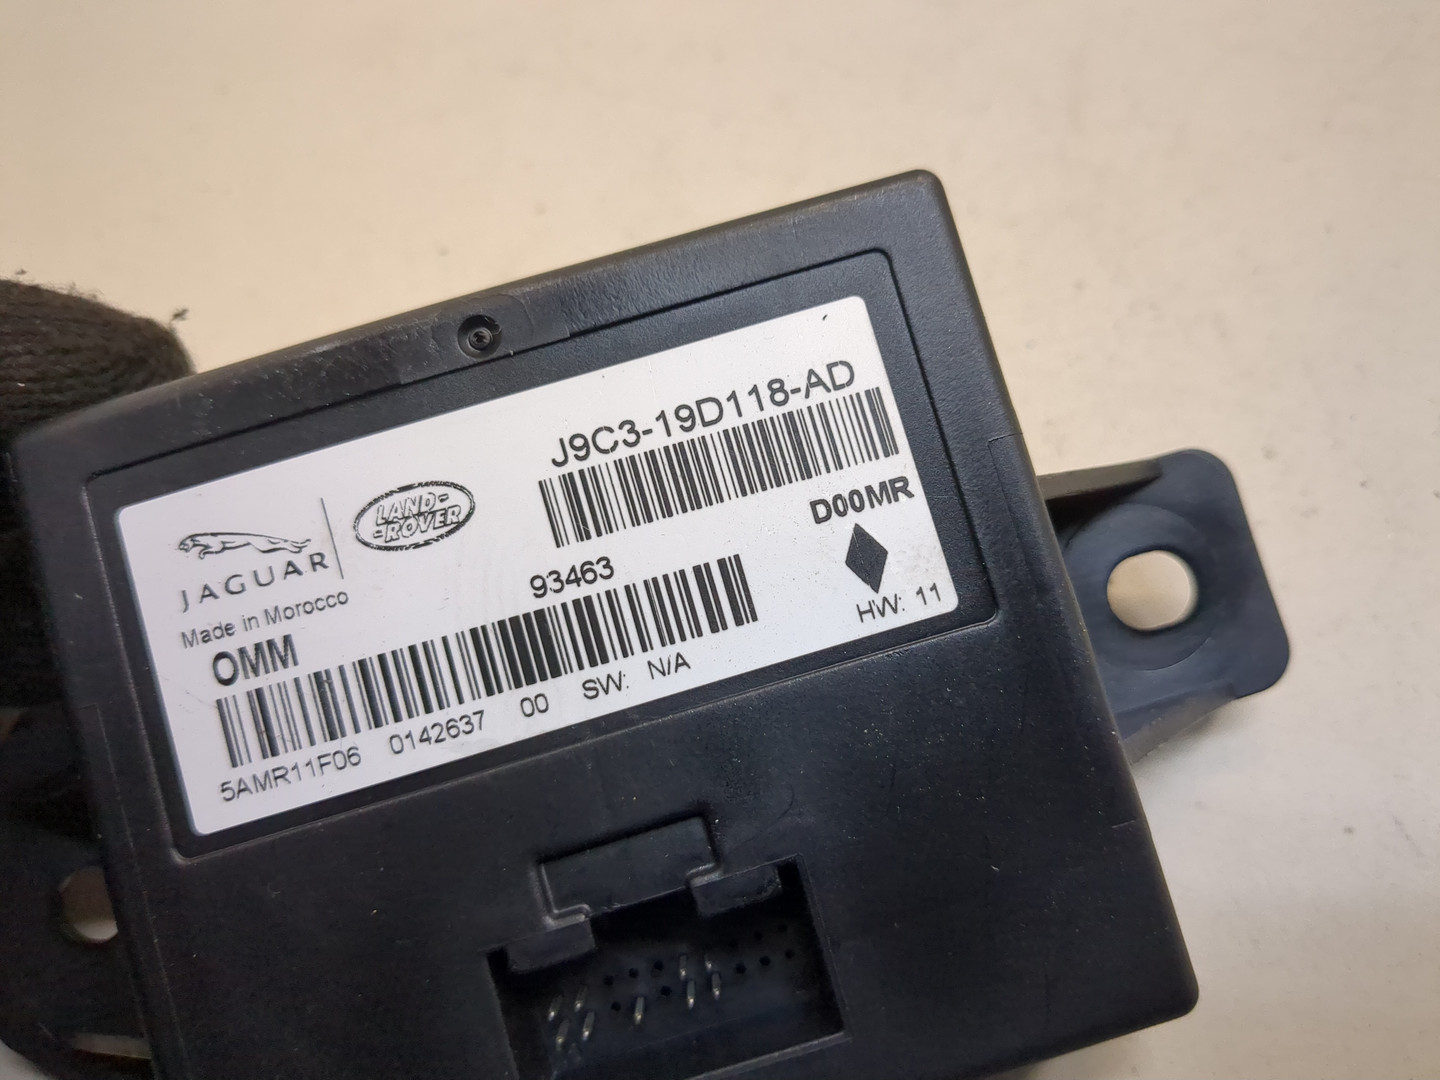 J9C3-19D118-AD
LAND-
-ROVER
JAGUAR
D00MR
93463
Made in Morocco
OMM
HW: 11
5AMR11F06 0142637 00 SW: N/A